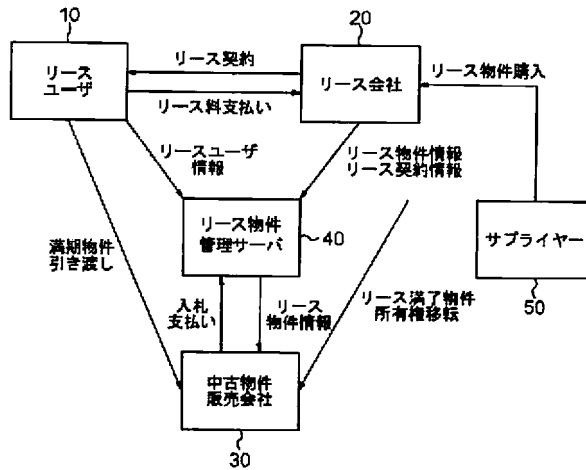 10
リース
ユーザ
リース契約
リース料支払い
20
リース会社
リース物件購入
リースユーザ
情報
リース物件情報
リース契約情報
リース物件
管理サーバ
40
サプライヤー
50
満期物件
引き渡し
入札
支払い
リース
物件情報
リース満了物件
所有権移転
中古物件
販売会社
30